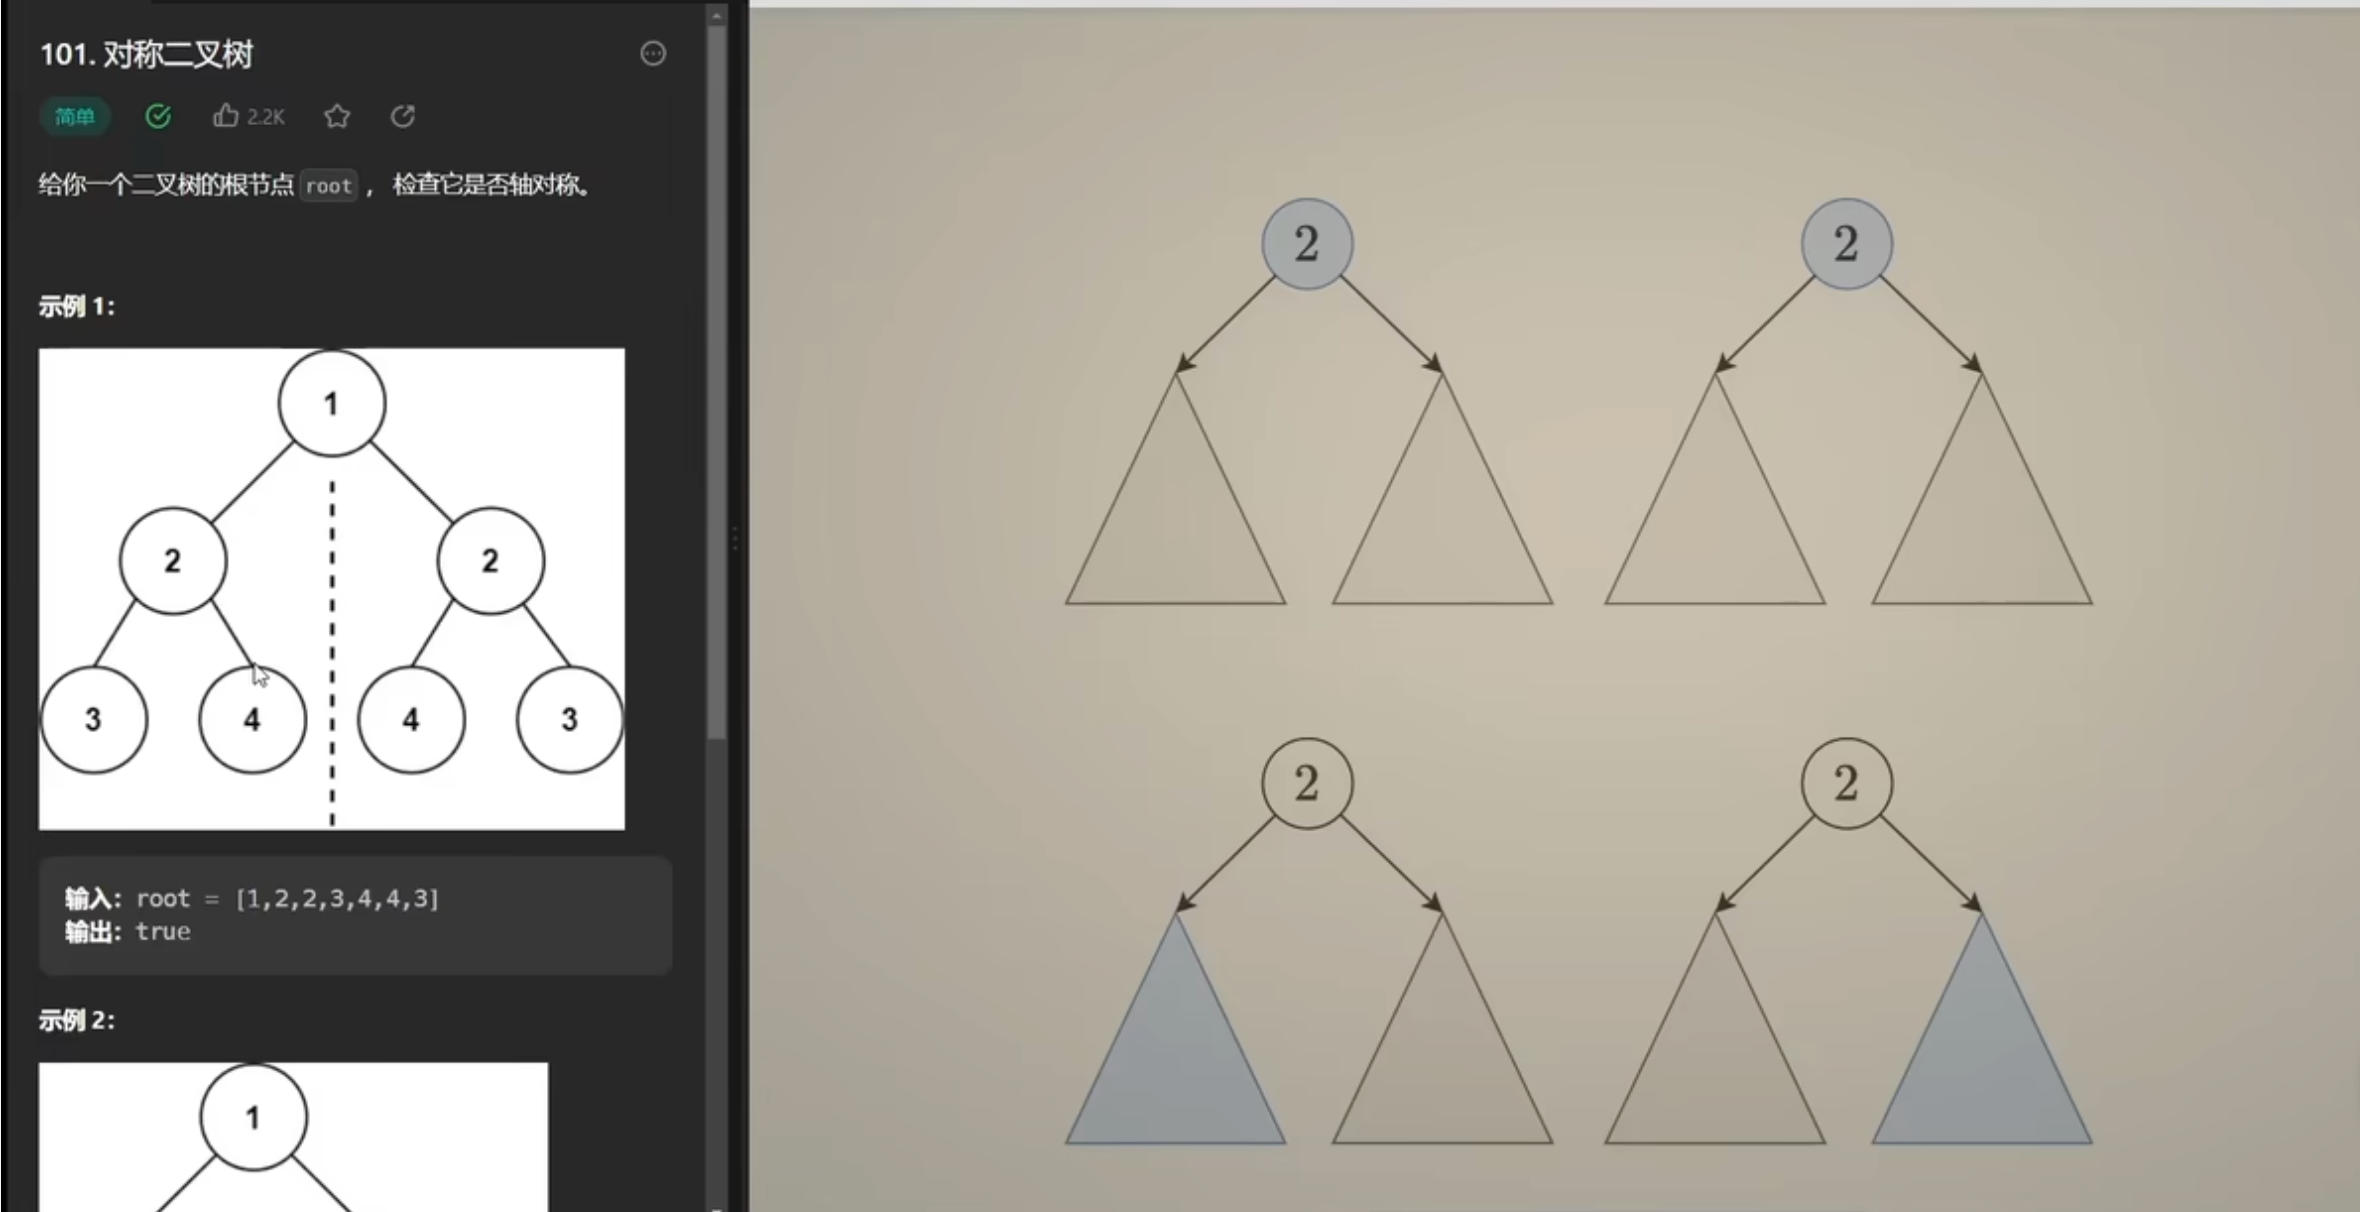 101. 对称二叉树
简单 2.2K
给你一个二叉树的根节点 root ， 检查它是否轴对称。
示例 1：
1
2 2
3 4 4 3
输入：root = [1,2,2,3,4,4,3]
输出：true
示例 2：
1
2 2
2 2